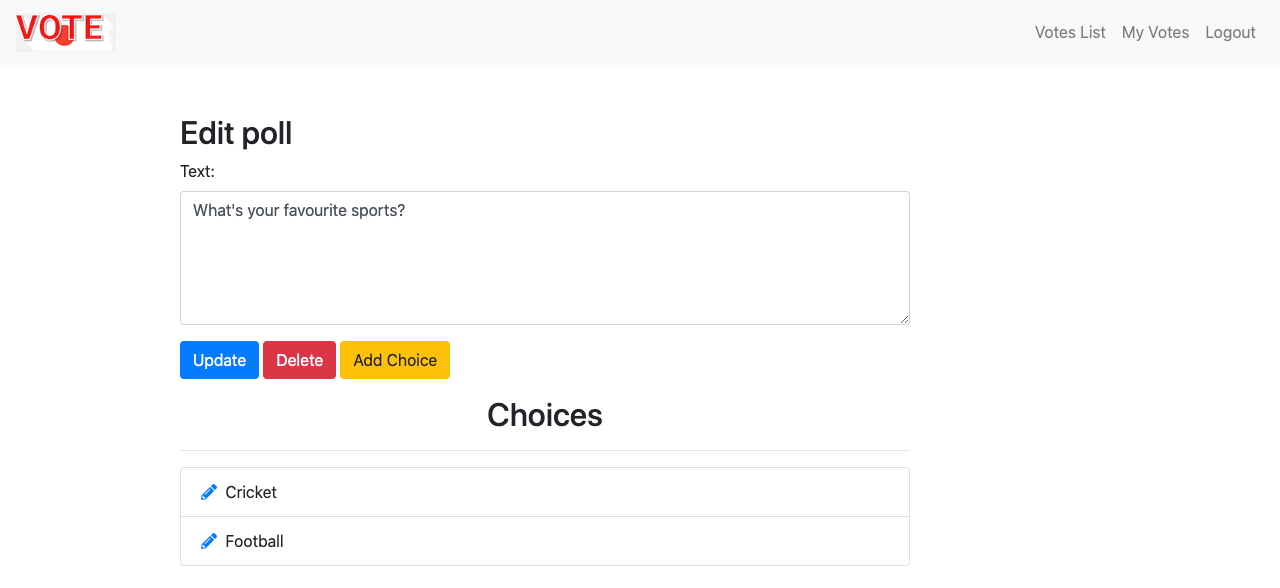 VOTE
Votes List My Votes Logout
Edit poll
Text:
What's your favourite sports?
Update Delete Add Choice
Choices
Cricket
Football